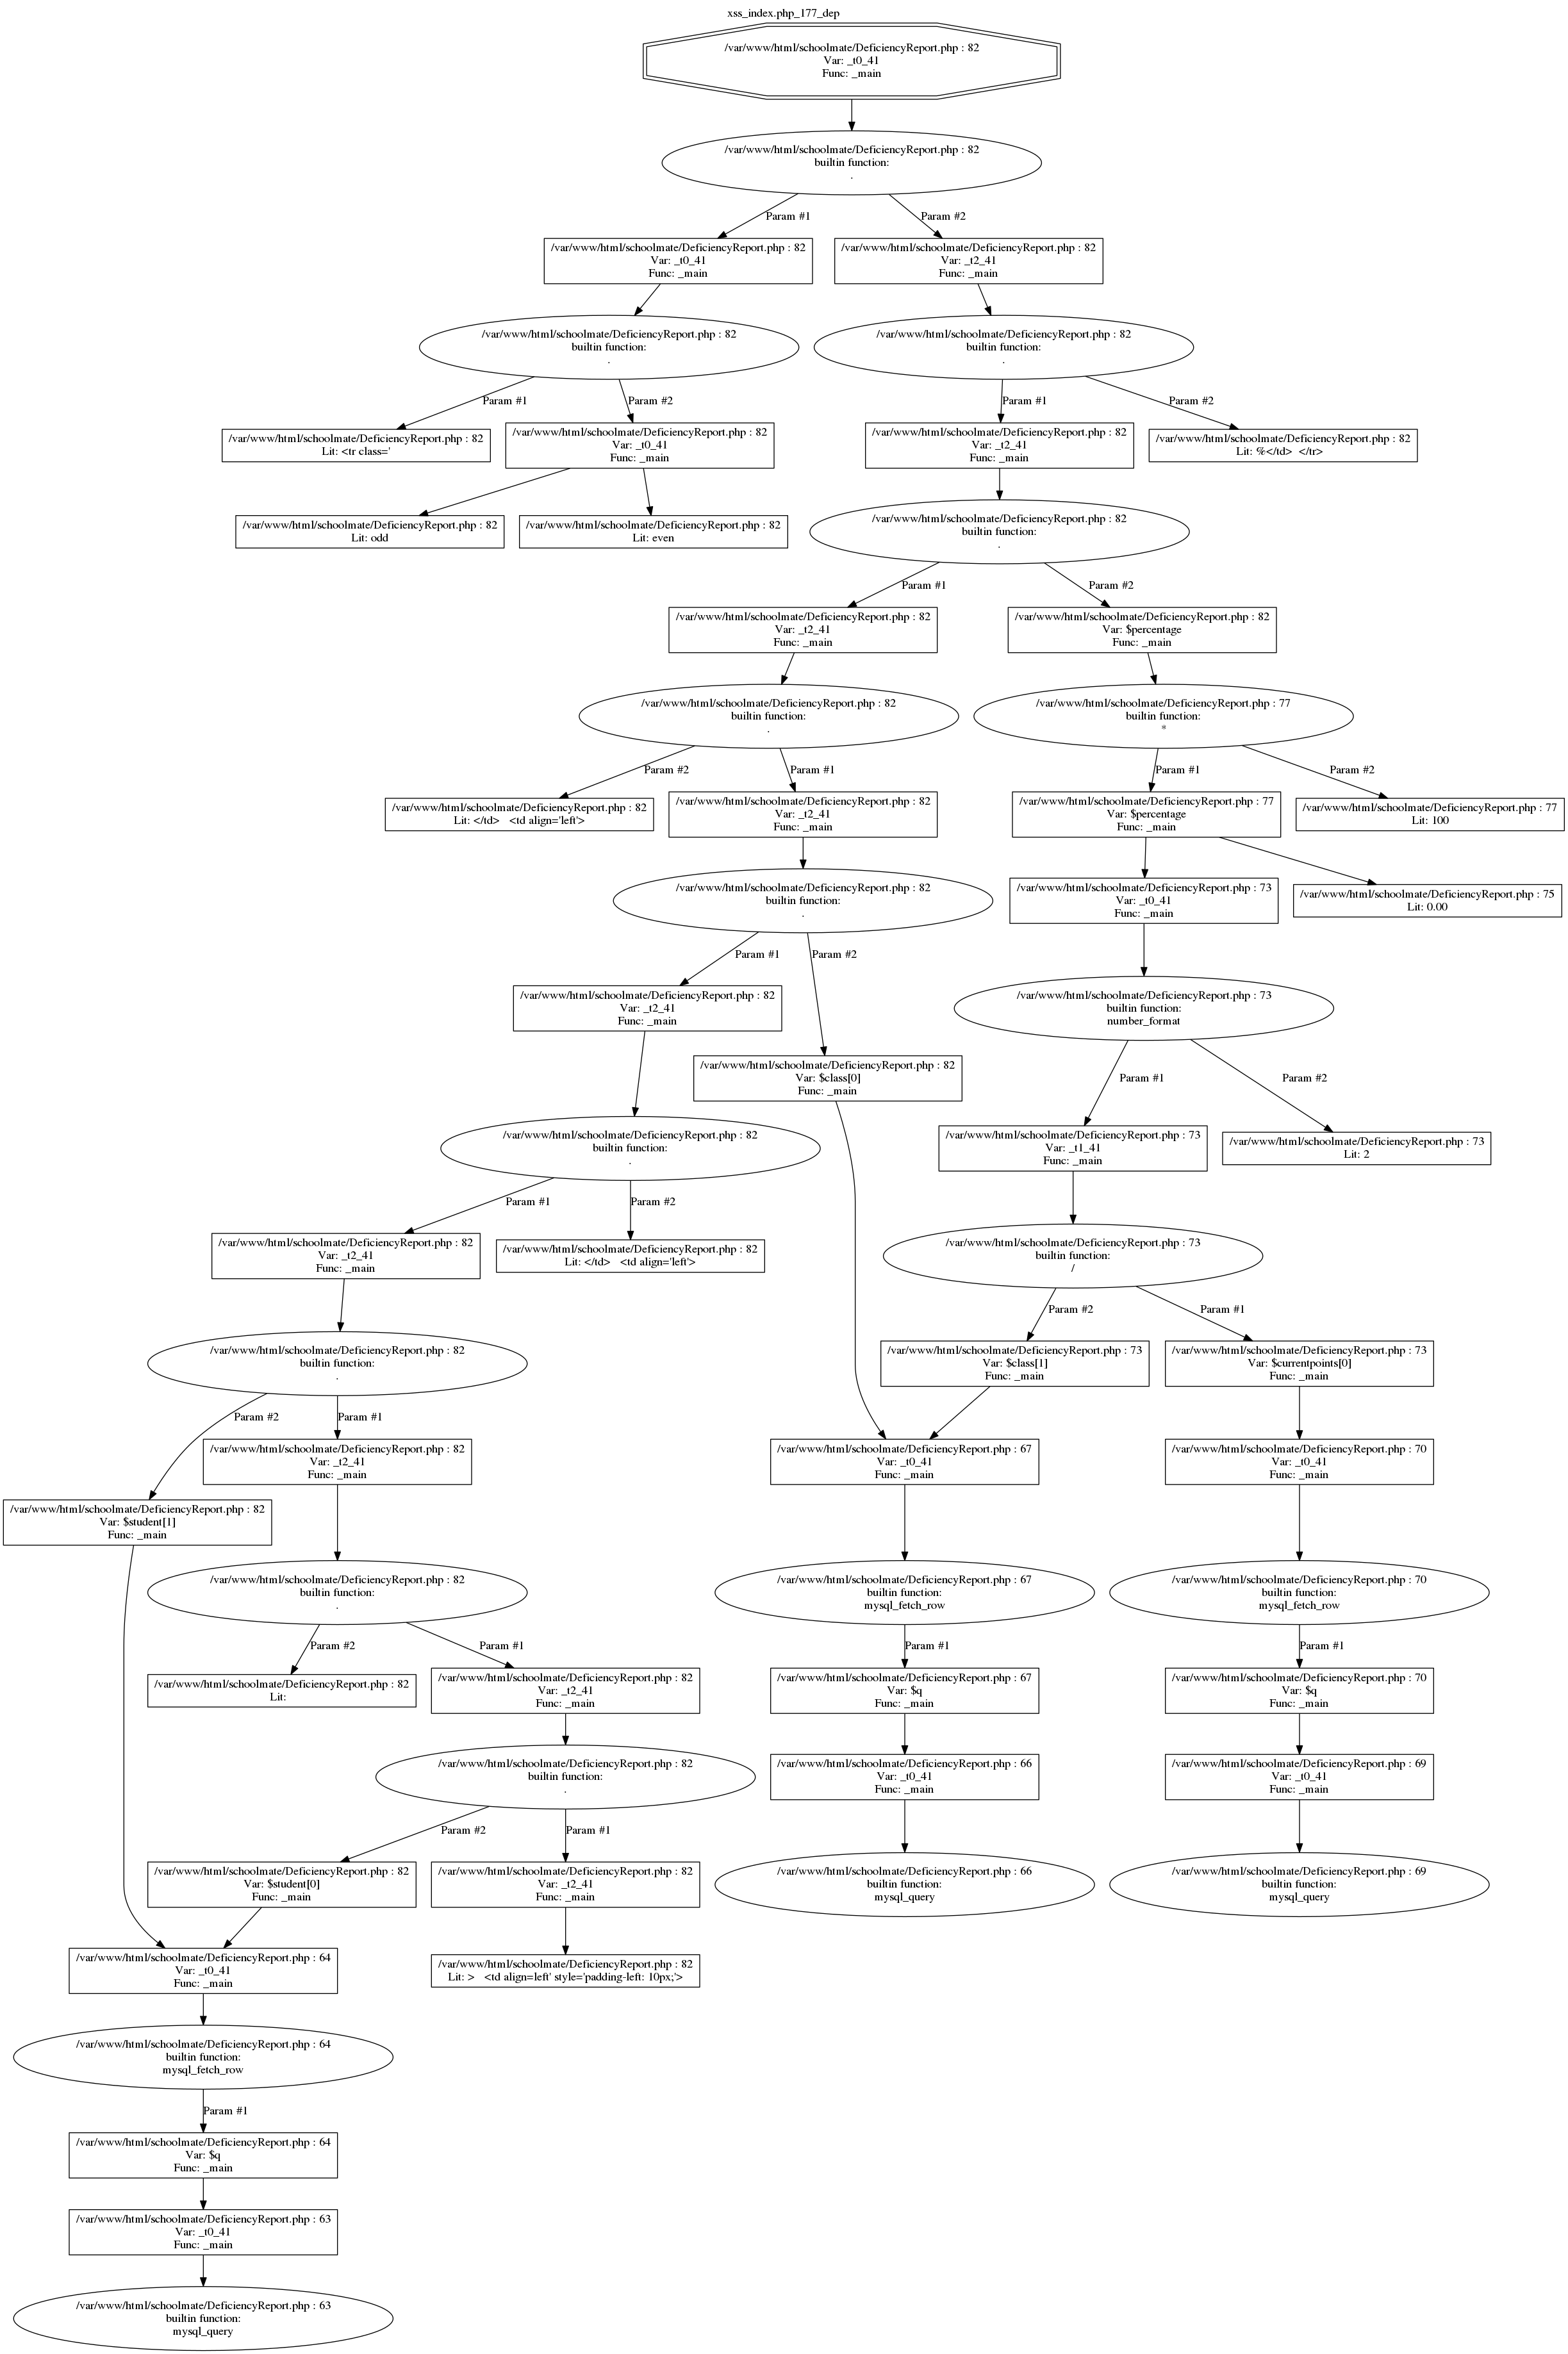 xss_index.php_177_dep
/var/www/html/schoolmate/DeficiencyReport.php : 82
Var: _t0_41
Func: _main
/var/www/html/schoolmate/DeficiencyReport.php : 82
builtin function:
.
Param #1
Param #2
/var/www/html/schoolmate/DeficiencyReport.php : 82
Var: _t0_41
Func: _main
/var/www/html/schoolmate/DeficiencyReport.php : 82
Var: _t2_41
Func: _main
/var/www/html/schoolmate/DeficiencyReport.php : 82
builtin function:
.
/var/www/html/schoolmate/DeficiencyReport.php : 82
builtin function:
.
Param #1
Param #2
Param #1
Param #2
/var/www/html/schoolmate/DeficiencyReport.php : 82
Lit: <tr class='
/var/www/html/schoolmate/DeficiencyReport.php : 82
Var: _t0_41
Func: _main
/var/www/html/schoolmate/DeficiencyReport.php : 82
Var: _t2_41
Func: _main
/var/www/html/schoolmate/DeficiencyReport.php : 82
Lit: %</td>  </tr>
/var/www/html/schoolmate/DeficiencyReport.php : 82
Lit: odd
/var/www/html/schoolmate/DeficiencyReport.php : 82
Lit: even
/var/www/html/schoolmate/DeficiencyReport.php : 82
builtin function:
.
Param #1
Param #2
/var/www/html/schoolmate/DeficiencyReport.php : 82
Var: _t2_41
Func: _main
/var/www/html/schoolmate/DeficiencyReport.php : 82
Var: $percentage
Func: _main
/var/www/html/schoolmate/DeficiencyReport.php : 82
builtin function:
.
/var/www/html/schoolmate/DeficiencyReport.php : 77
builtin function:
*
Param #2
Param #1
Param #1
Param #2
/var/www/html/schoolmate/DeficiencyReport.php : 82
Lit: </td>   <td align='left'>
/var/www/html/schoolmate/DeficiencyReport.php : 82
Var: _t2_41
Func: _main
/var/www/html/schoolmate/DeficiencyReport.php : 77
Var: $percentage
Func: _main
/var/www/html/schoolmate/DeficiencyReport.php : 77
Lit: 100
/var/www/html/schoolmate/DeficiencyReport.php : 82
builtin function:
.
/var/www/html/schoolmate/DeficiencyReport.php : 73
Var: _t0_41
Func: _main
/var/www/html/schoolmate/DeficiencyReport.php : 75
Lit: 0.00
Param #1
Param #2
/var/www/html/schoolmate/DeficiencyReport.php : 82
Var: _t2_41
Func: _main
/var/www/html/schoolmate/DeficiencyReport.php : 73
builtin function:
number_format
/var/www/html/schoolmate/DeficiencyReport.php : 82
Var: $class[0]
Func: _main
Param #1
Param #2
/var/www/html/schoolmate/DeficiencyReport.php : 82
builtin function:
.
/var/www/html/schoolmate/DeficiencyReport.php : 73
Var: _t1_41
Func: _main
/var/www/html/schoolmate/DeficiencyReport.php : 73
Lit: 2
Param #1
Param #2
/var/www/html/schoolmate/DeficiencyReport.php : 82
Var: _t2_41
Func: _main
/var/www/html/schoolmate/DeficiencyReport.php : 82
Lit: </td>   <td align='left'>
/var/www/html/schoolmate/DeficiencyReport.php : 73
builtin function:
/
Param #2
Param #1
/var/www/html/schoolmate/DeficiencyReport.php : 82
builtin function:
.
/var/www/html/schoolmate/DeficiencyReport.php : 73
Var: $class[1]
Func: _main
/var/www/html/schoolmate/DeficiencyReport.php : 73
Var: $currentpoints[0]
Func: _main
Param #2
Param #1
/var/www/html/schoolmate/DeficiencyReport.php : 82
Var: _t2_41
Func: _main
/var/www/html/schoolmate/DeficiencyReport.php : 67
Var: _t0_41
Func: _main
/var/www/html/schoolmate/DeficiencyReport.php : 70
Var: _t0_41
Func: _main
/var/www/html/schoolmate/DeficiencyReport.php : 82
Var: $student[1]
Func: _main
/var/www/html/schoolmate/DeficiencyReport.php : 82
builtin function:
.
/var/www/html/schoolmate/DeficiencyReport.php : 67
builtin function:
mysql_fetch_row
/var/www/html/schoolmate/DeficiencyReport.php : 70
builtin function:
mysql_fetch_row
Param #2
Param #1
Param #1
Param #1
/var/www/html/schoolmate/DeficiencyReport.php : 82
Lit:
/var/www/html/schoolmate/DeficiencyReport.php : 82
Var: _t2_41
Func: _main
/var/www/html/schoolmate/DeficiencyReport.php : 67
Var: $q
Func: _main
/var/www/html/schoolmate/DeficiencyReport.php : 70
Var: $q
Func: _main
/var/www/html/schoolmate/DeficiencyReport.php : 82
builtin function:
.
/var/www/html/schoolmate/DeficiencyReport.php : 66
Var: _t0_41
Func: _main
/var/www/html/schoolmate/DeficiencyReport.php : 69
Var: _t0_41
Func: _main
Param #2
Param #1
/var/www/html/schoolmate/DeficiencyReport.php : 82
Var: $student[0]
Func: _main
/var/www/html/schoolmate/DeficiencyReport.php : 82
Var: _t2_41
Func: _main
/var/www/html/schoolmate/DeficiencyReport.php : 66
builtin function:
mysql_query
/var/www/html/schoolmate/DeficiencyReport.php : 69
builtin function:
mysql_query
/var/www/html/schoolmate/DeficiencyReport.php : 64
Var: _t0_41
Func: _main
/var/www/html/schoolmate/DeficiencyReport.php : 82
Lit: >   <td align=left' style='padding-left: 10px;'>
/var/www/html/schoolmate/DeficiencyReport.php : 64
builtin function:
mysql_fetch_row
Param #1
/var/www/html/schoolmate/DeficiencyReport.php : 64
Var: $q
Func: _main
/var/www/html/schoolmate/DeficiencyReport.php : 63
Var: _t0_41
Func: _main
/var/www/html/schoolmate/DeficiencyReport.php : 63
builtin function:
mysql_query